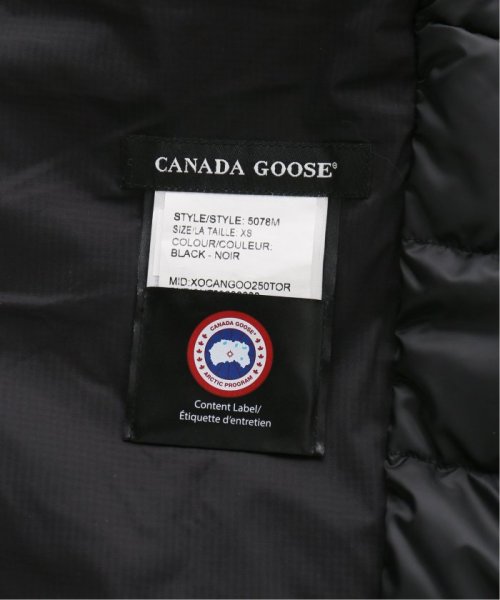 CANADA GOOSE®
STYLE/STYLE: 5078M
SIZE/LA TAILLE: XS
COLOUR/COULEUR:
BLACK - NOIR
MID:XOCANGOO250TOR
CANADA GOOSE®
ARCTIC PROGRAM
Content Label/
Étiquette d'entretien